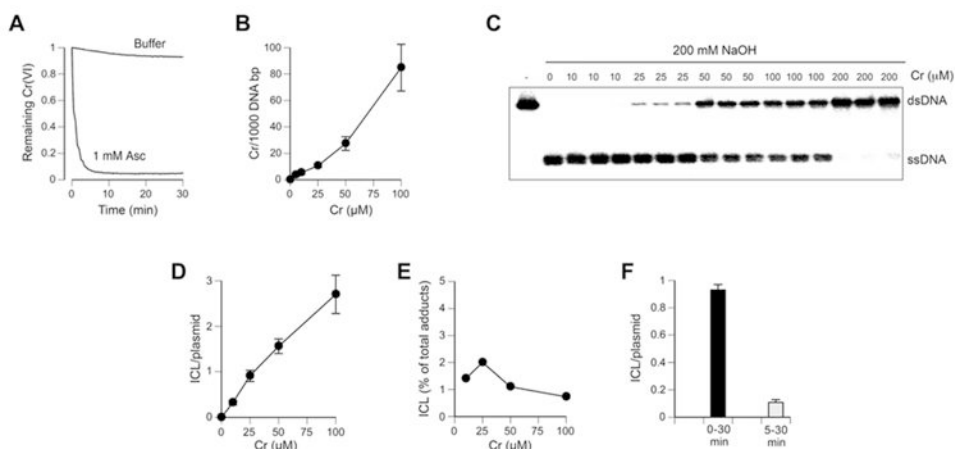 A
Remaining Cr(VI)
1
0.8
0.6
0.4
0.2
0
Buffer
1 mM Asc
0 10 20 30
Time (min)
B
Cr/1000 DNA bp
100
80
60
40
20
0
0 25 50 75 100
Cr (µM)
C
200 mM NaOH
- 0 10 10 10 25 25 25 50 50 50 100 100 100 200 200 200 Cr (µM)
dsDNA
ssDNA
D
ICL/plasmid
3
2
1
0
0 25 50 75 100
Cr (µM)
E
ICL (% of total adducts)
5
4
3
2
1
0
0 25 50 75 100
Cr (µM)
F
ICL/plasmid
1
0.8
0.6
0.4
0.2
0
0-30 5-30
min min